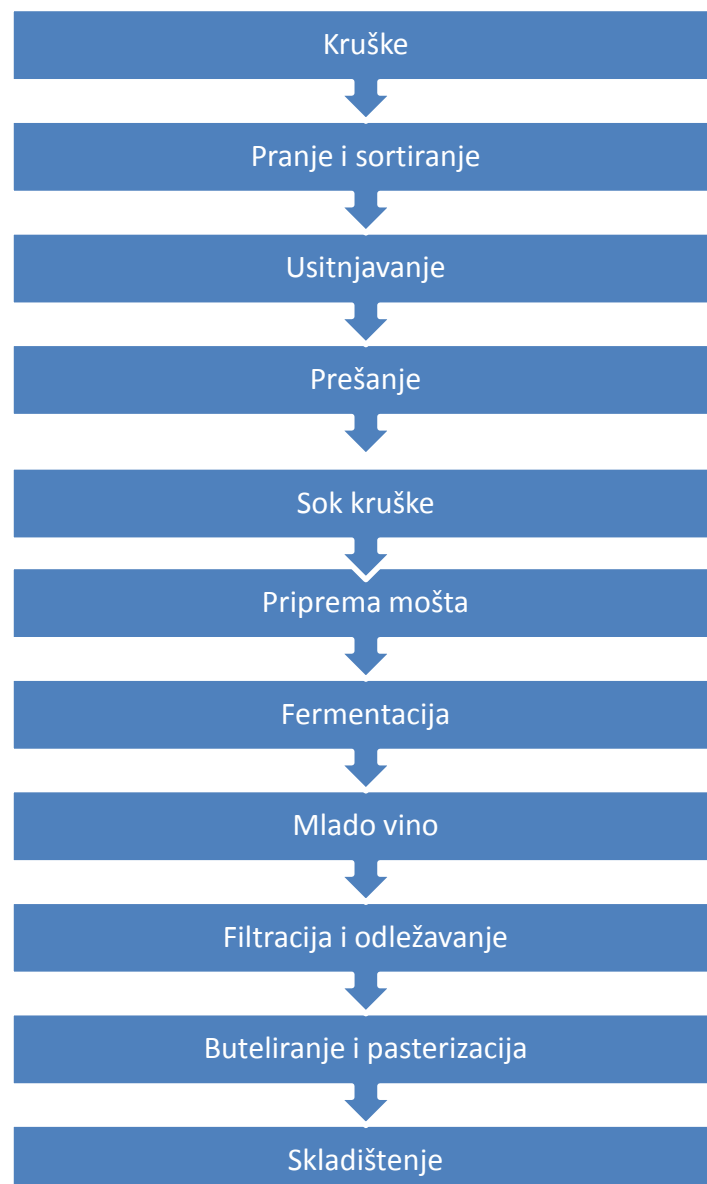 Kruške
Pranje i sortiranje
Usitnjavanje
Prešanje
Sok kruške
Priprema mošta
Fermentacija
Mlado vino
Filtracija i odležavanje
Buteliranje i pasterizacija
Skladištenje